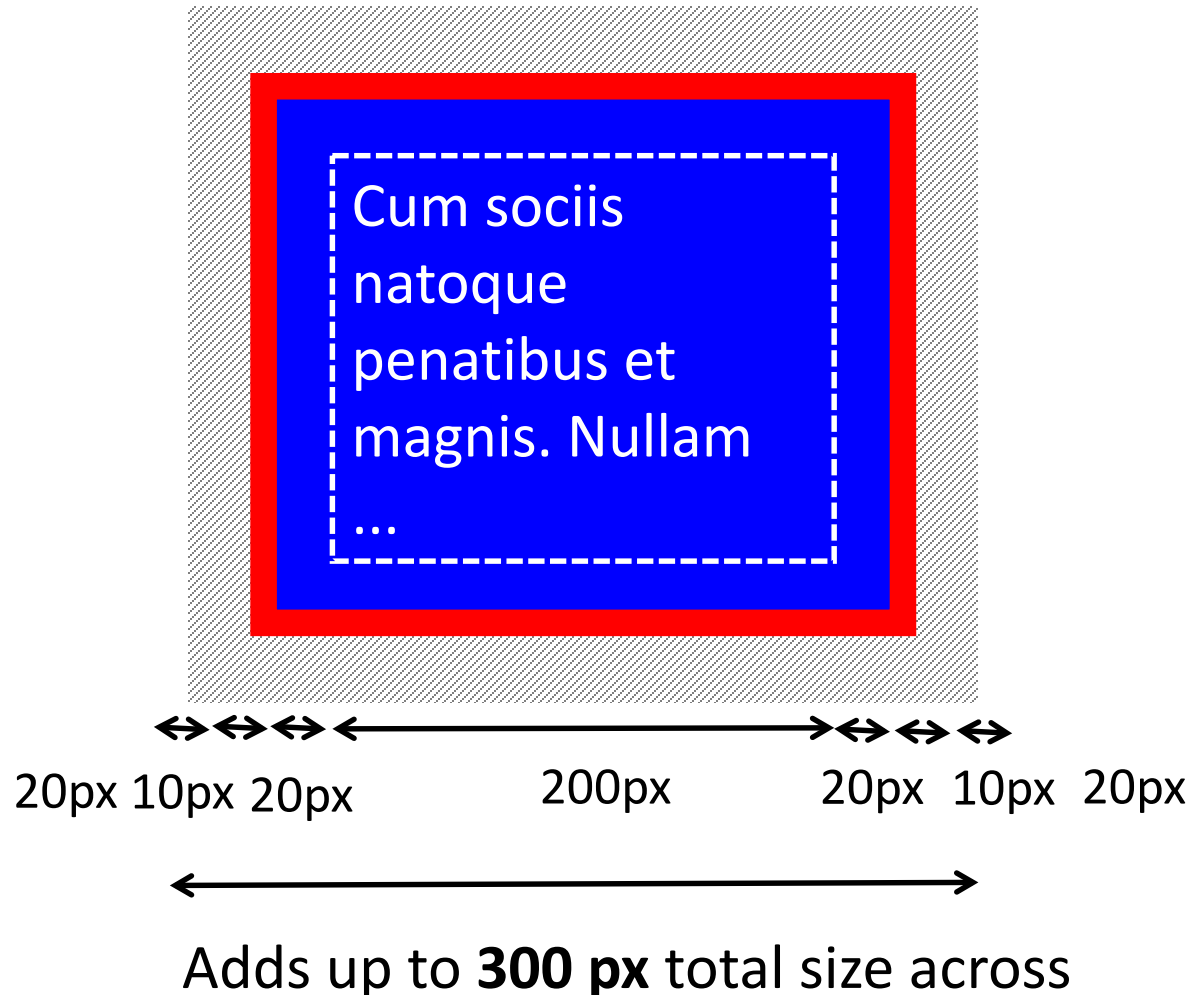 Cum sociis
natoque
penatibus et
magnis. Nullam
...
20px 10px 20px 200px 20px 10px 20px
Adds up to 300 px total size across